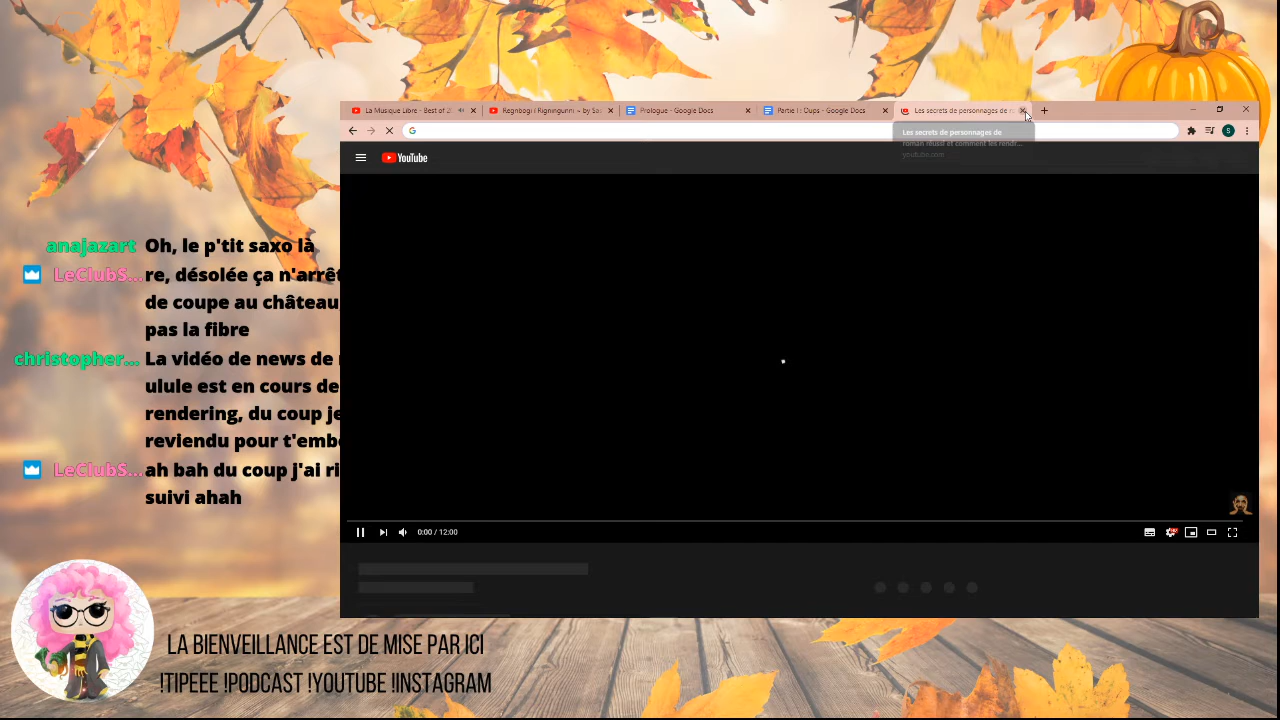 La Musique Libre - Best of 2
Regnbogi í Rigningunni
Prologue - Google Docs
Partie I : Oups - Google Docs
Les secrets de personnages de r
Les secrets de personnages de
roman réussi et comment les rendr...
youtube.com
YouTube
anajazart Oh, le p'tit saxo là
LeClubS... re, désolée ça n'arrêt
de coupe au château,
pas la fibre
christopher... La vidéo de news de
ulule est en cours de
rendering, du coup je
reviendu pour t'emb
LeClubS... ah bah du coup j'ai ri
suivi ahah
0:00 / 12:00
LA BIENVEILLANCE EST DE MISE PAR ICI
!TIPEEE !PODCAST !YOUTUBE !INSTAGRAM